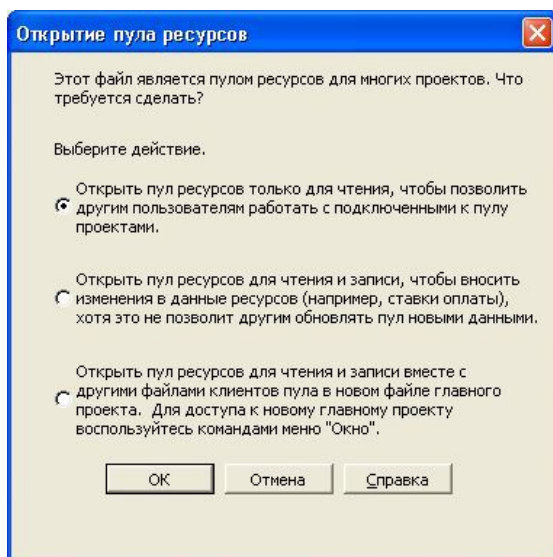 Открытие пула ресурсов
Этот файл является пулом ресурсов для многих проектов. Что
требуется сделать?
Выберите действие.
Открыть пул ресурсов только для чтения, чтобы позволить
другим пользователям работать с подключенными к пулу
проектами.
Открыть пул ресурсов для чтения и записи, чтобы вносить
изменения в данные ресурсов (например, ставки оплаты),
хотя это не позволит другим обновлять пул новыми данными.
Открыть пул ресурсов для чтения и записи вместе с
другими файлами клиентов пула в новом файле главного
проекта. Для доступа к новому главному проекту
воспользуйтесь командами меню "Окно".
ОК Отмена Справка